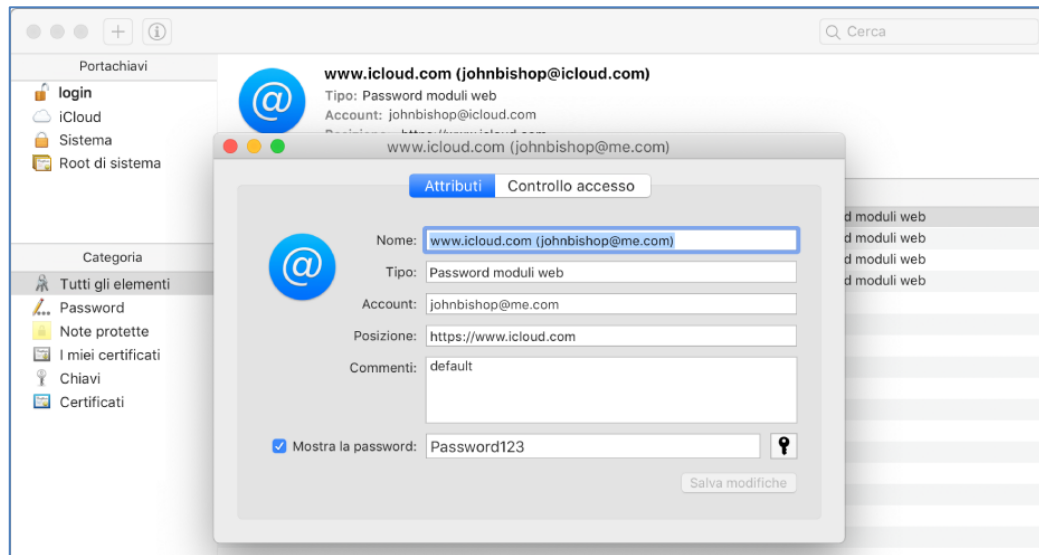 Cerca
Portachiavi
login
iCloud
Sistema
Root di sistema
www.icloud.com (johnbishop@icloud.com)
Tipo: Password moduli web
Account: johnbishop@icloud.com
www.icloud.com (johnbishop@me.com)
Attributi
Controllo accesso
Nome: www.icloud.com (johnbishop@me.com)
Tipo: Password moduli web
Account: johnbishop@me.com
Posizione: https://www.icloud.com
Commenti: default
Mostra la password: Password123
Salva modifiche
d moduli web
d moduli web
d moduli web
d moduli web
Categoria
Tutti gli elementi
Password
Note protette
I miei certificati
Chiavi
Certificati